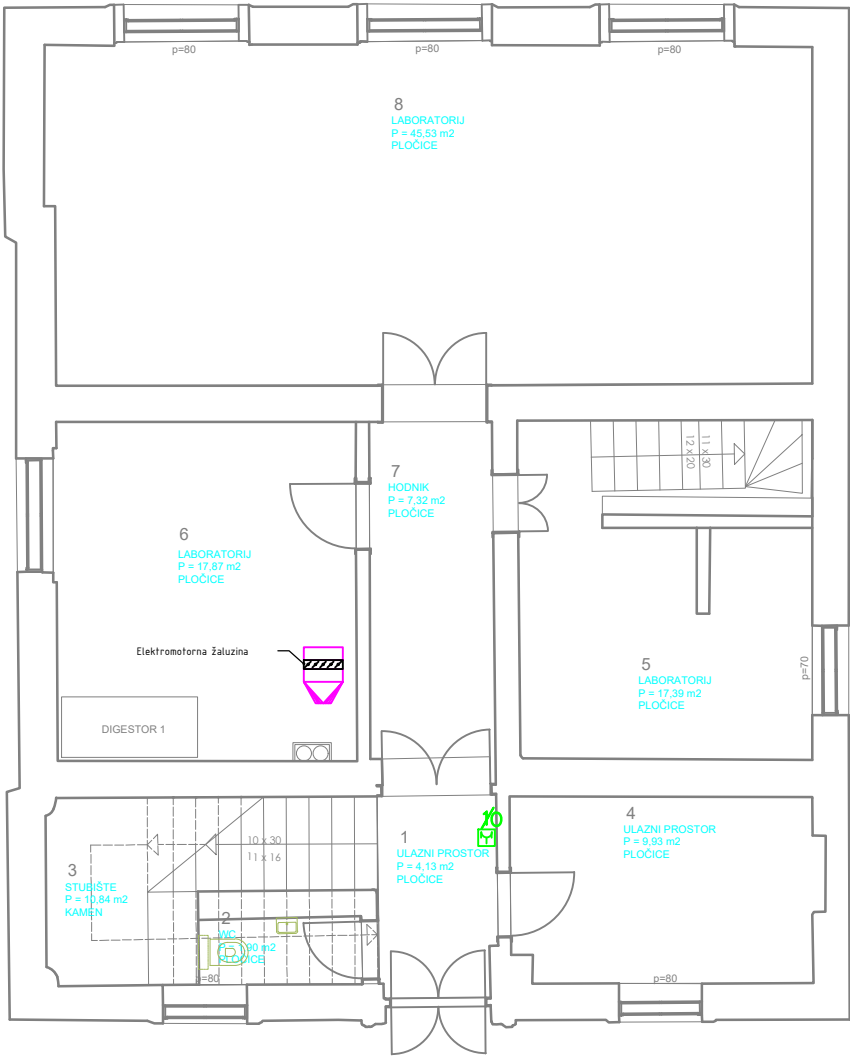 p=80
p=80
p=80
8
LABORATORIJ
P = 45,53 m2
PLOČICE
11 x 30
12 x 20
7
HODNIK
P = 7,32 m2
PLOČICE
6
LABORATORIJ
P = 17,87 m2
PLOČICE
Elektromotorna žaluzina
5
LABORATORIJ
P = 17,39 m2
PLOČICE
p=70
DIGESTOR 1
10 x 30
11 x 16
1
ULAZNI PROSTOR
P = 4,13 m2
PLOČICE
4
ULAZNI PROSTOR
P = 9,93 m2
PLOČICE
3
STUBIŠTE
P = 10,84 m2
KAMEN
2
WC
90 m2
PLOČICE
p=80
p=80